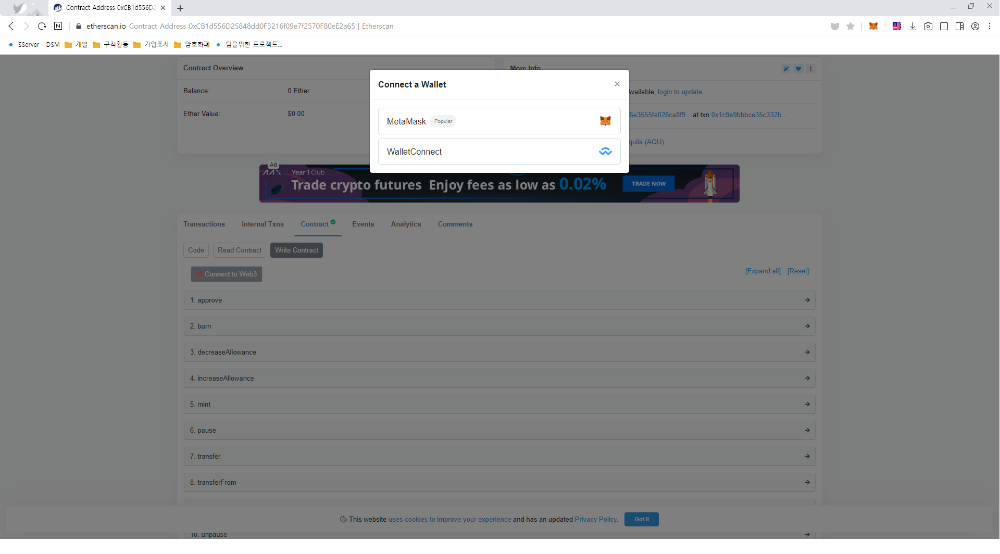 Contract Address 0xCB1d556D2
etherscan.io Contract Address 0xCB1d556D25848dd0F3216f09e7f2570F80eE2a65 | Etherscan
SServer - DSM 개발 구직활동 기업조사 암호화폐 팀을위한 프로젝트...
Contract Overview
Balance: 0 Ether
Ether Value: $0.00
More Info
Available, login to update
6e3555fe028ca8f9... at txn 0x1c9e9bbbce35c332b...
quila (AQU)
Connect a Wallet
MetaMask Popular
WalletConnect
Ad
AAX Year 1 Club
Trade crypto futures Enjoy fees as low as 0.02% TRADE NOW
Transactions Internal Txns Contract Events Analytics Comments
Code Read Contract Write Contract
Connect to Web3 [Expand all] [Reset]
1. approve
2. burn
3. decreaseAllowance
4. increaseAllowance
5. mint
6. pause
7. transfer
8. transferFrom
This website uses cookies to improve your experience and has an updated Privacy Policy. Got It
10. unpause